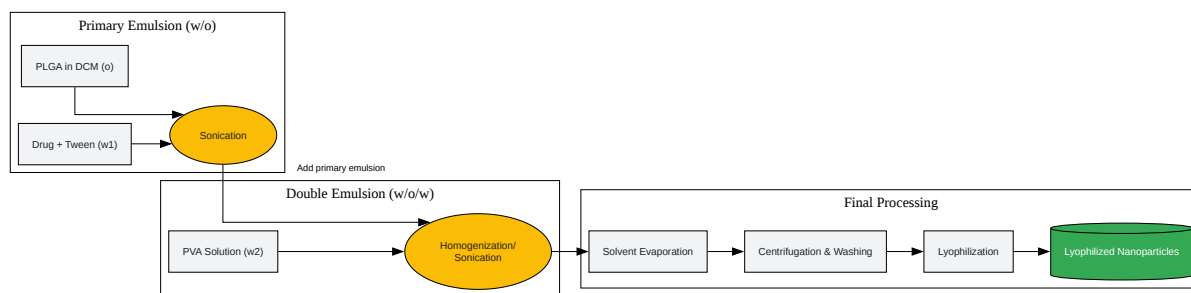 Primary Emulsion (w/o)
PLGA in DCM (o)
Drug + Tween (w1)
Sonication
Add primary emulsion
Double Emulsion (w/o/w)
PVA Solution (w2)
Homogenization/
Sonication
Final Processing
Solvent Evaporation
Centrifugation & Washing
Lyophilization
Lyophilized Nanoparticles